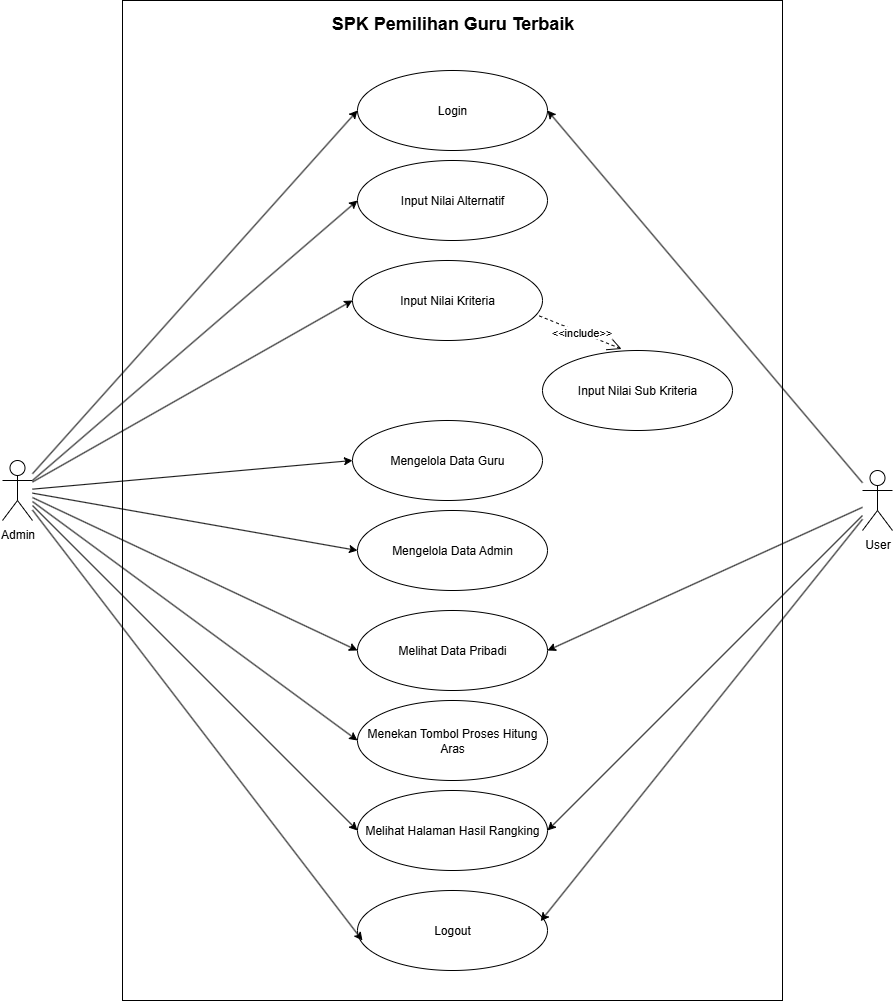 SPK Pemilihan Guru Terbaik
Login
Input Nilai Alternatif
Input Nilai Kriteria
<<include>>
Input Nilai Sub Kriteria
Mengelola Data Guru
Admin
User
Mengelola Data Admin
Melihat Data Pribadi
Menekan Tombol Proses Hitung
Aras
Melihat Halaman Hasil Rangking
Logout